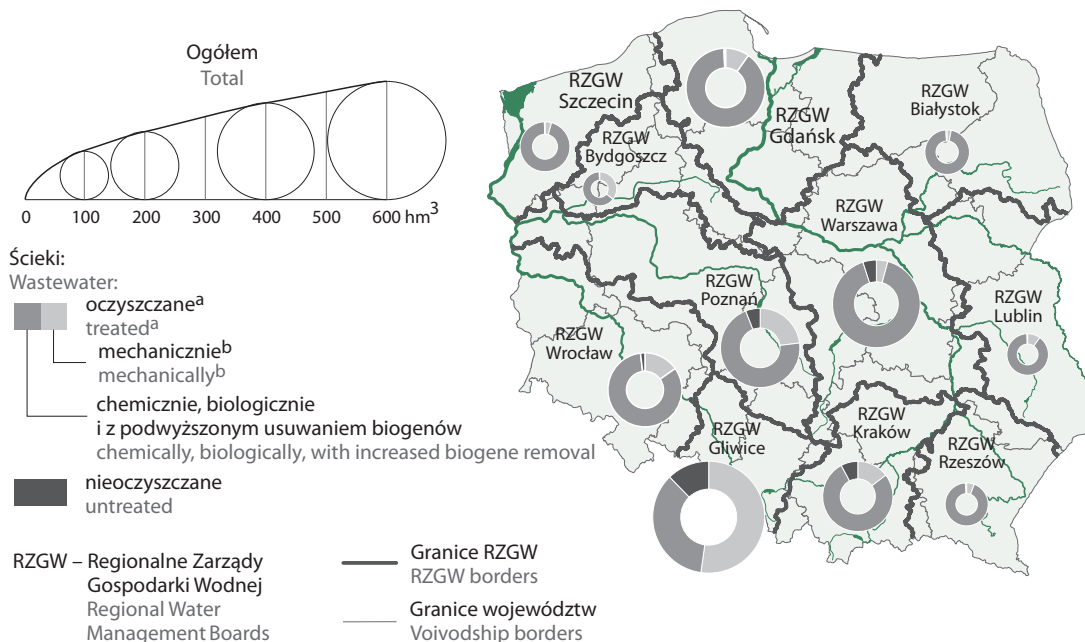 Ogółem
Total
0 100 200 300 400 500 600 hm3
Ścieki:
Wastewater:
oczyszczaneᵃ
treatedᵃ
mechanicznieᵇ
mechanicallyᵇ
chemicznie, biologicznie
i z podwyższonym usuwaniem biogenów
chemically, biologically, with increased biogene removal
nieoczyszczane
untreated
RZGW – Regionalne Zarządy
Gospodarki Wodnej
Regional Water
Management Boards
Granice RZGW
RZGW borders
Granice województw
Voivodship borders
RZGW
Szczecin
RZGW
Bydgoszcz
RZGW
Gdańsk
RZGW
Białystok
RZGW
Warszawa
RZGW
Poznań
RZGW
Lublin
RZGW
Wrocław
RZGW
Gliwice
RZGW
Kraków
RZGW
Rzeszów